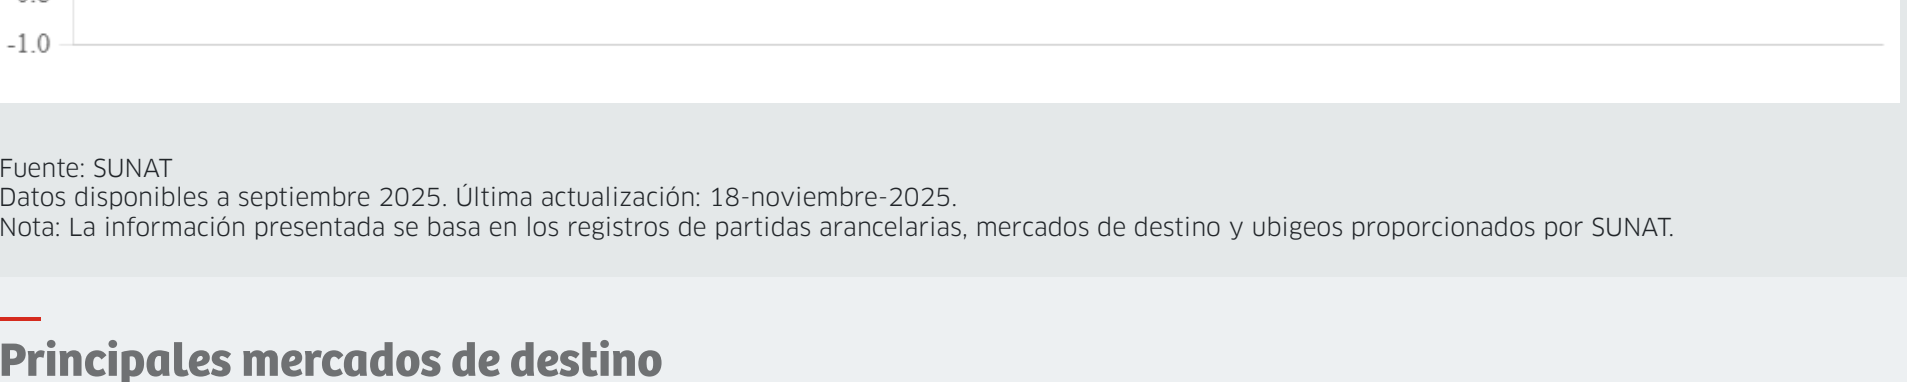 -1.0
Fuente: SUNAT
Datos disponibles a septiembre 2025. Última actualización: 18-noviembre-2025.
Nota: La información presentada se basa en los registros de partidas arancelarias, mercados de destino y ubigeos proporcionados por SUNAT.
Principales mercados de destino